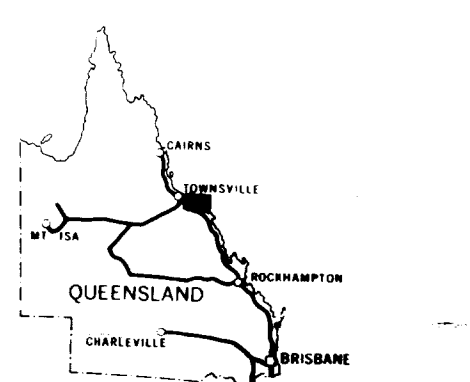 CAIRNS
TOWNSVILLE
MT ISA
ROCKHAMPTON
QUEENSLAND
CHARLEVILLE
BRISBANE